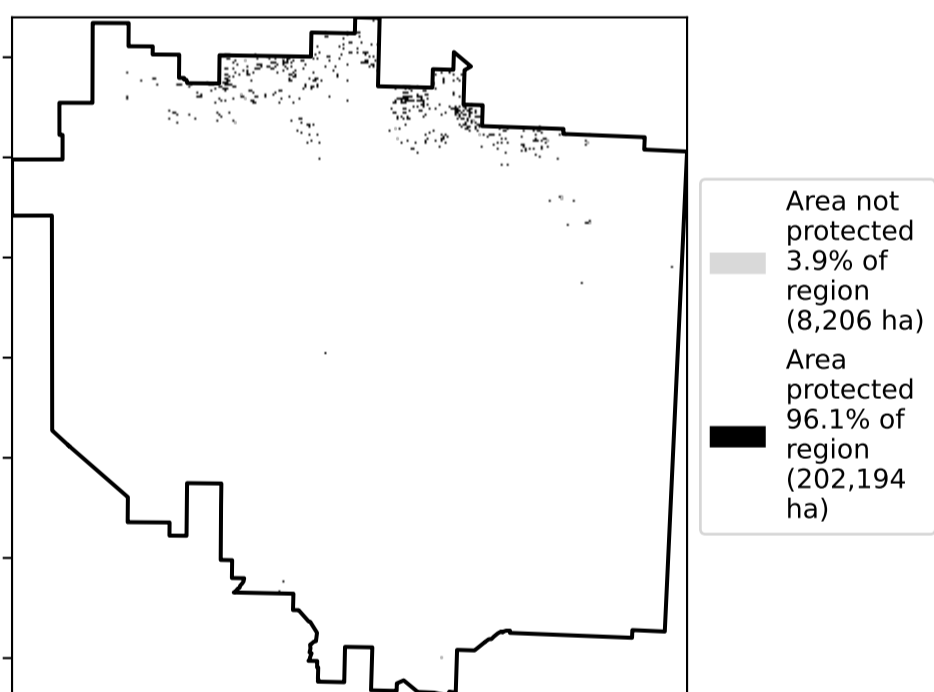 Area not
protected
3.9% of
region
(8,206 ha)
Area
protected
96.1% of
region
(202,194
ha)